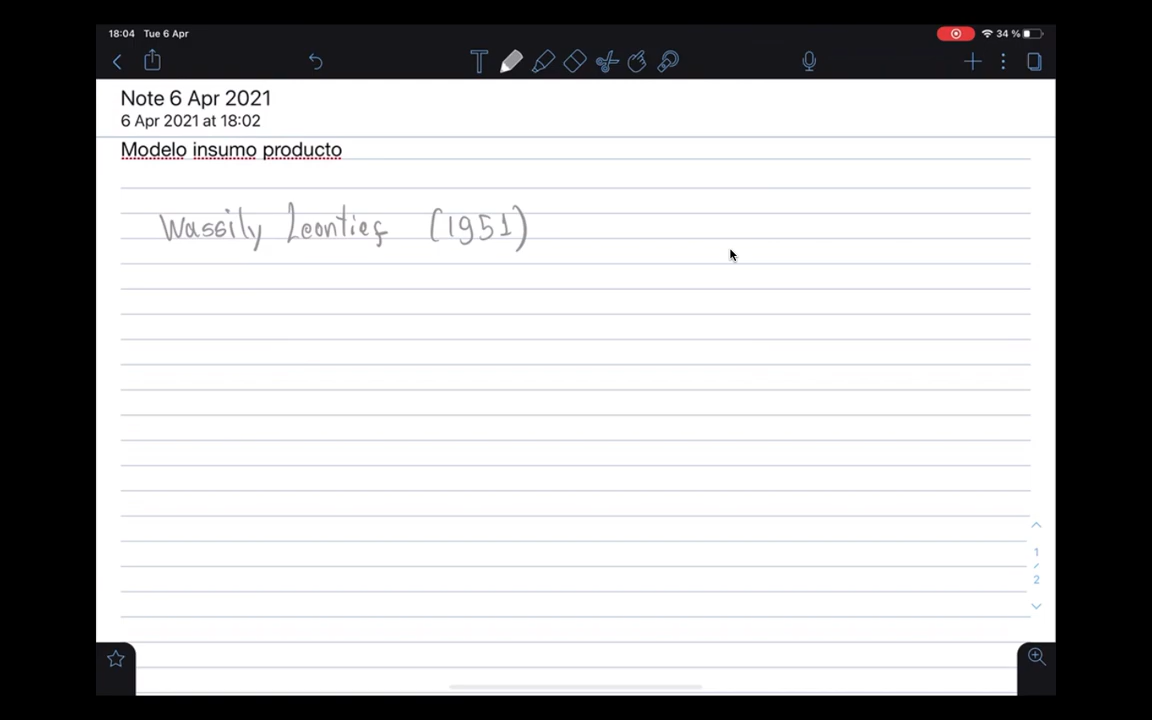 18:04 Tue 6 Apr 34 %
Note 6 Apr 2021
6 Apr 2021 at 18:02
Modelo insumo producto
Wassily Leontief (1951)
1
/
2